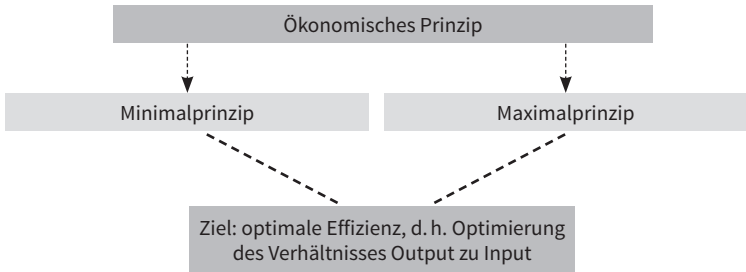 Ökonomisches Prinzip
Minimalprinzip
Maximalprinzip
Ziel: optimale Effizienz, d. h. Optimierung
des Verhältnisses Output zu Input